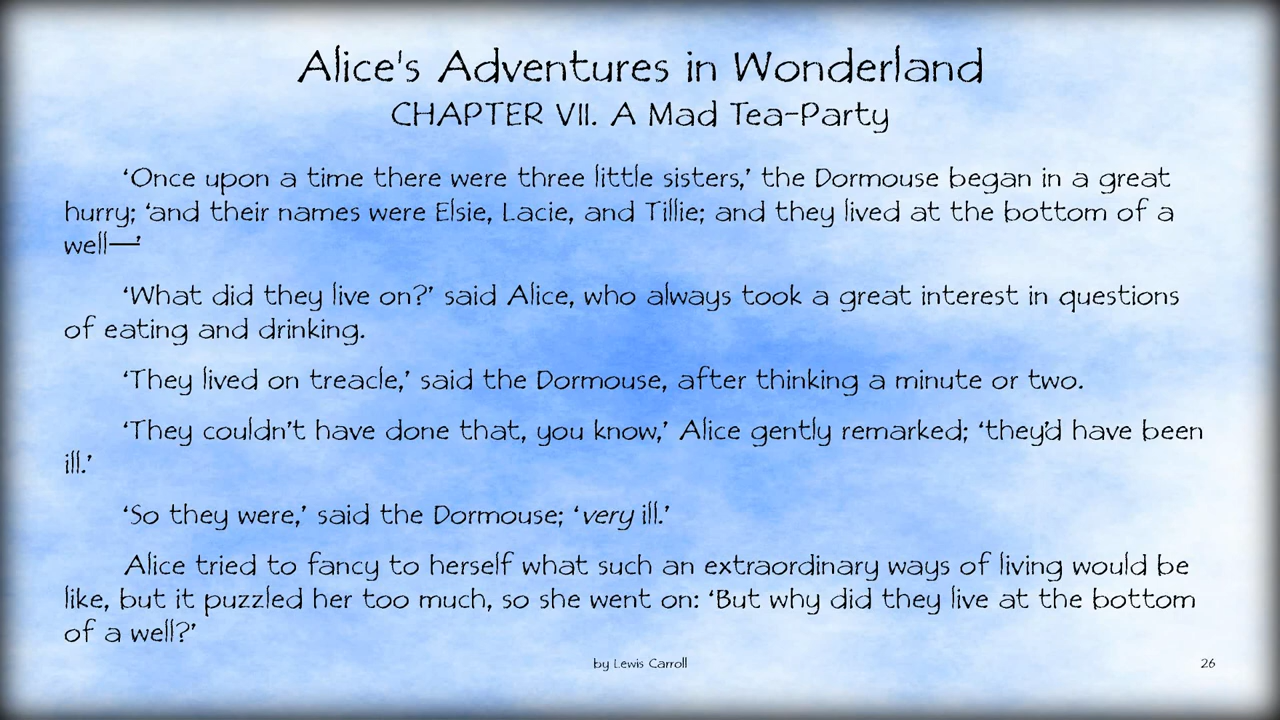 Alice's Adventures in Wonderland
CHAPTER VII. A Mad Tea-Party
‘Once upon a time there were three little sisters,’ the Dormouse began in a great
hurry; ‘and their names were Elsie, Lacie, and Tillie; and they lived at the bottom of a
well—’
‘What did they live on?’ said Alice, who always took a great interest in questions
of eating and drinking.
‘They lived on treacle,’ said the Dormouse, after thinking a minute or two.
‘They couldn’t have done that, you know,’ Alice gently remarked; ‘they’d have been
ill.’
‘So they were,’ said the Dormouse; ‘very ill.’
Alice tried to fancy to herself what such an extraordinary ways of living would be
like, but it puzzled her too much, so she went on: ‘But why did they live at the bottom
of a well?’
by Lewis Carroll
26